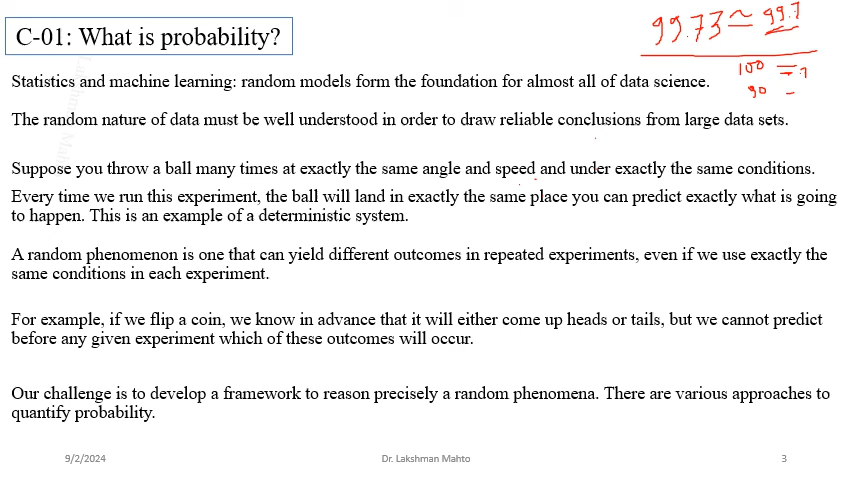 C-01: What is probability?
99.73 ≃ 99.7
100 =
90 -
Statistics and machine learning: random models form the foundation for almost all of data science.
The random nature of data must be well understood in order to draw reliable conclusions from large data sets.
Suppose you throw a ball many times at exactly the same angle and speed and under exactly the same conditions.
Every time we run this experiment, the ball will land in exactly the same place you can predict exactly what is going
to happen. This is an example of a deterministic system.
A random phenomenon is one that can yield different outcomes in repeated experiments, even if we use exactly the
same conditions in each experiment.
For example, if we flip a coin, we know in advance that it will either come up heads or tails, but we cannot predict
before any given experiment which of these outcomes will occur.
Our challenge is to develop a framework to reason precisely a random phenomena. There are various approaches to
quantify probability.
9/2/2024 Dr. Lakshman Mahto 3